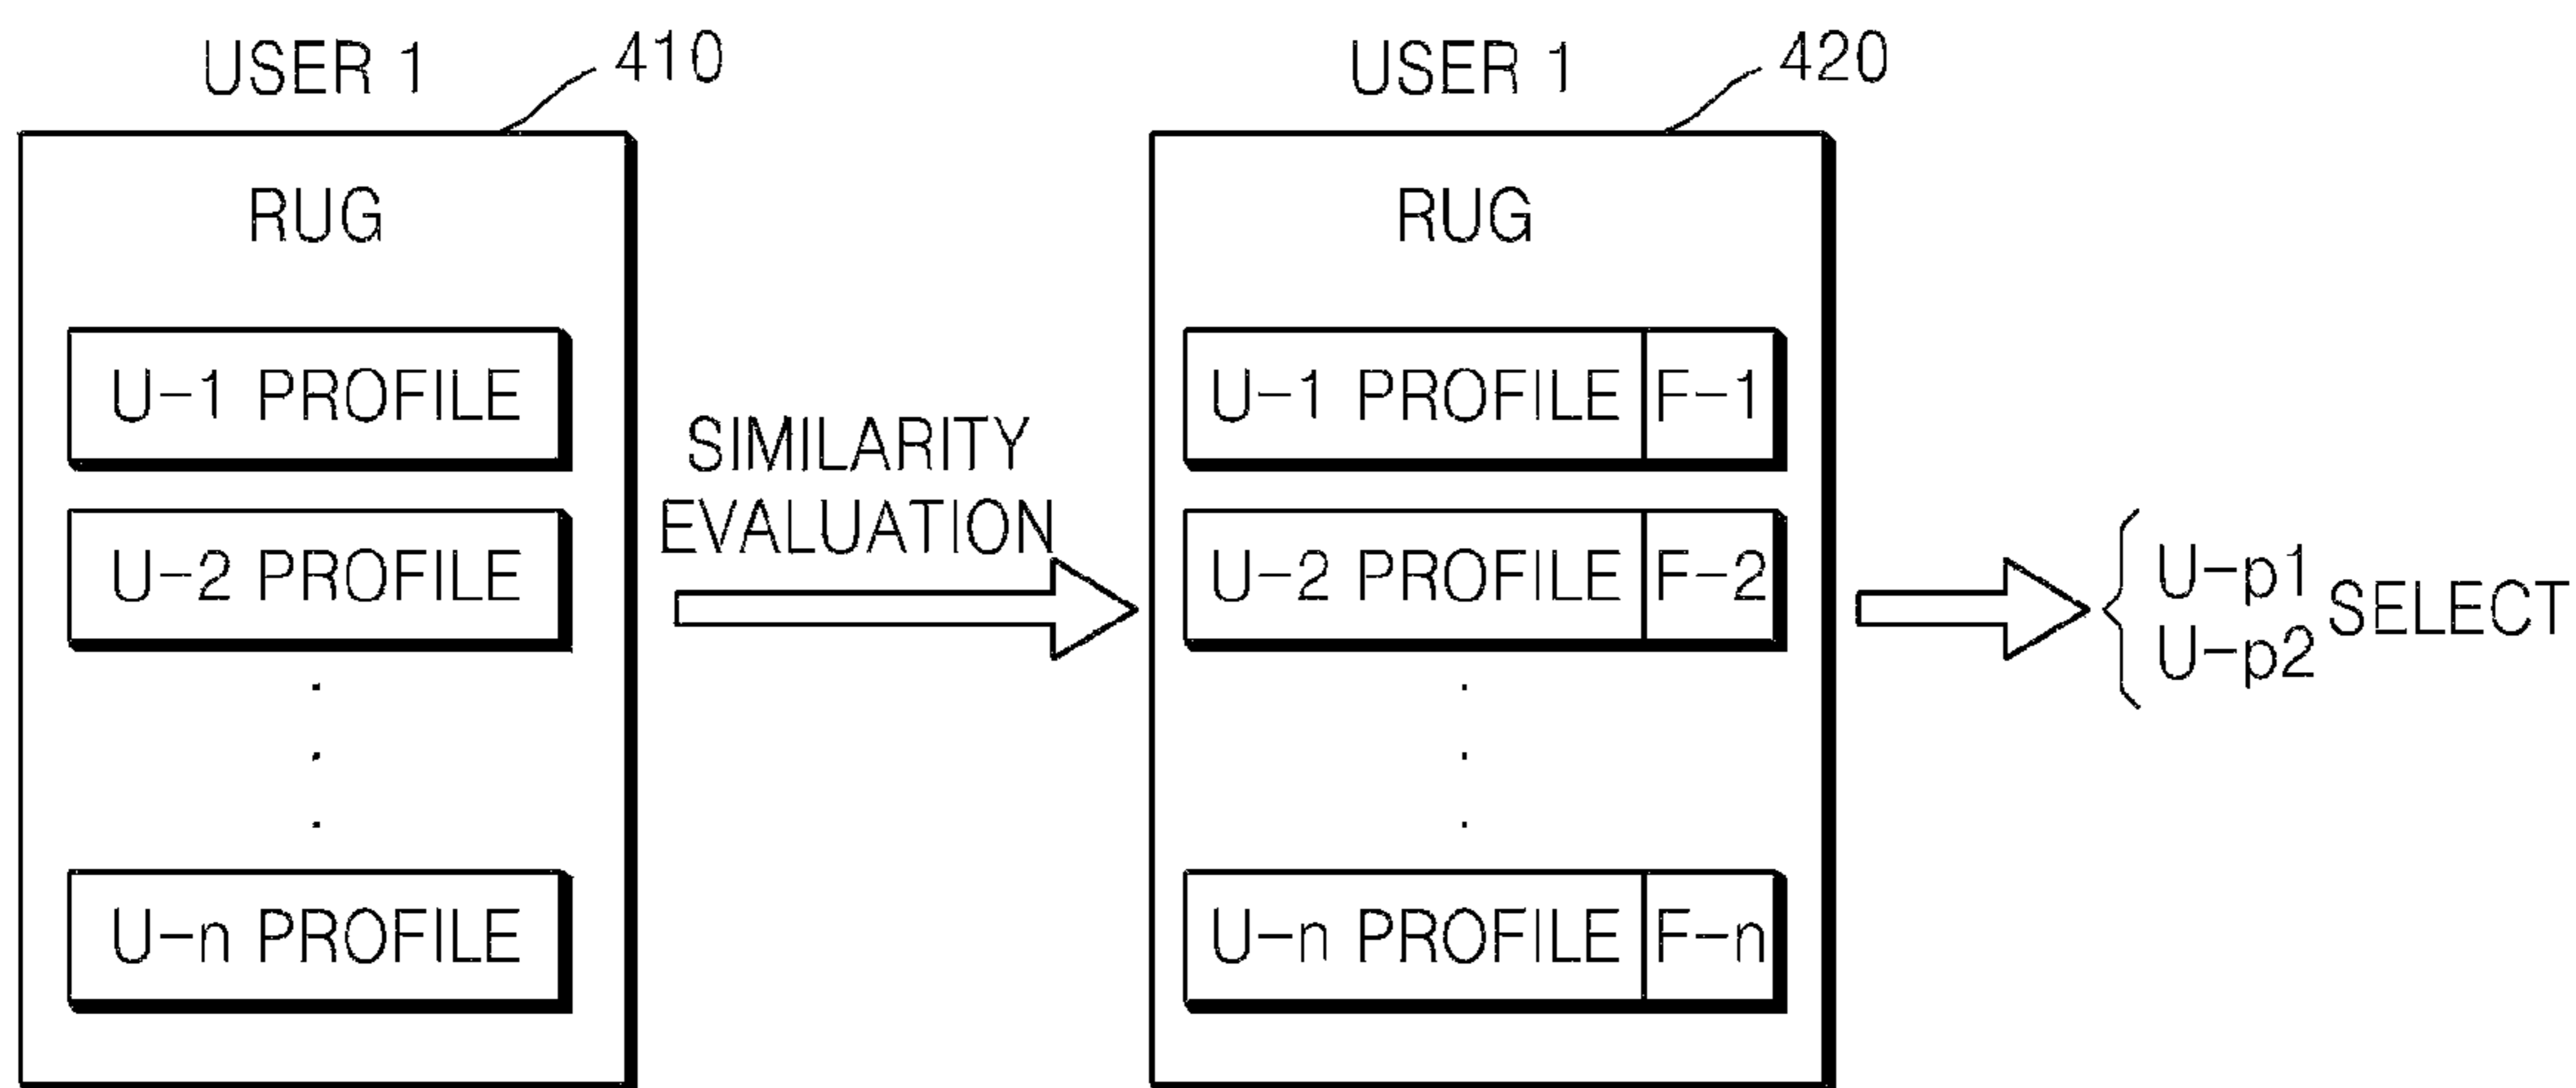 USER 1
410
RUG
U-1 PROFILE
U-2 PROFILE
.
.
.
U-n PROFILE
SIMILARITY
EVALUATION
USER 1
420
RUG
U-1 PROFILE F-1
U-2 PROFILE F-2
.
.
.
U-n PROFILE F-n
U-p1
U-p2
SELECT